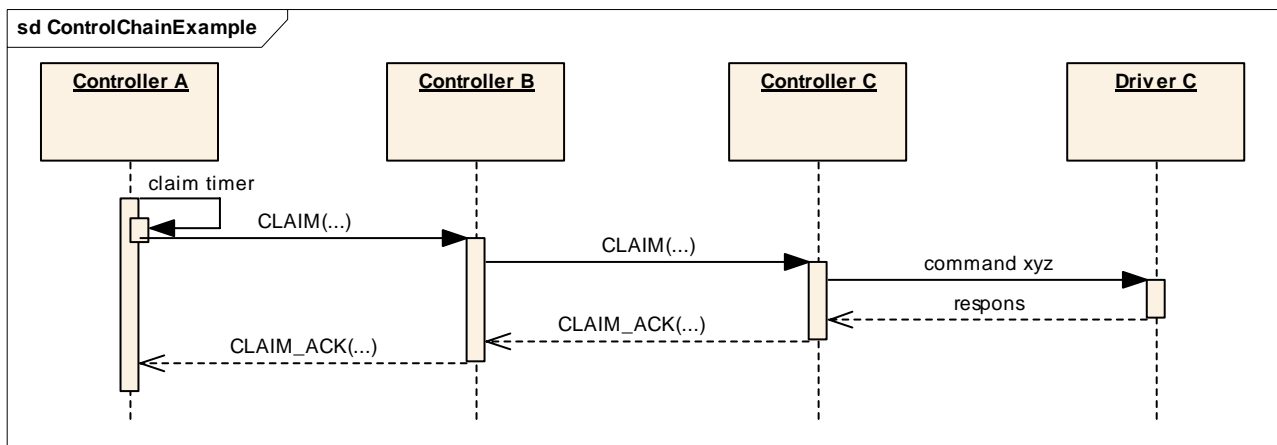 sd ControlChainExample
Controller A
Controller B
Controller C
Driver C
claim timer
CLAIM(...)
CLAIM(...)
command xyz
respons
CLAIM_ACK(...)
CLAIM_ACK(...)